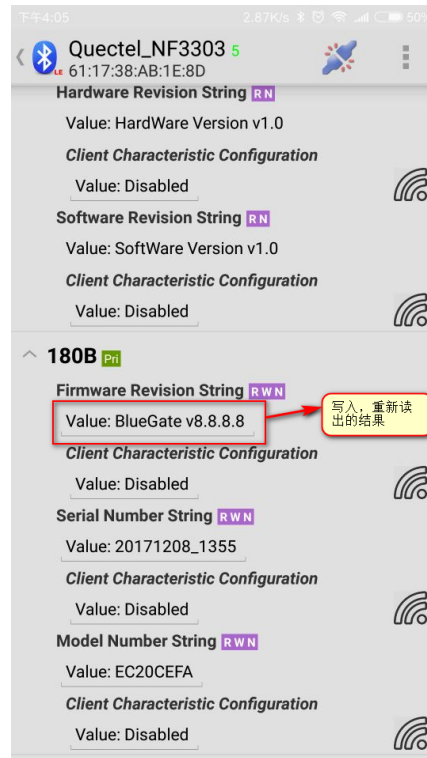 下午4:05
2.87K/s
50%
Quectel_NF3303 5
LE 61:17:38:AB:1E:8D
Hardware Revision String RN
Value: HardWare Version v1.0
Client Characteristic Configuration
Value: Disabled
Software Revision String RN
Value: SoftWare Version v1.0
Client Characteristic Configuration
Value: Disabled
180B Pri
Firmware Revision String RWN
Value: BlueGate v8.8.8.8
写入，重新读
出的结果
Client Characteristic Configuration
Value: Disabled
Serial Number String RWN
Value: 20171208_1355
Client Characteristic Configuration
Value: Disabled
Model Number String RWN
Value: EC20CEFA
Client Characteristic Configuration
Value: Disabled